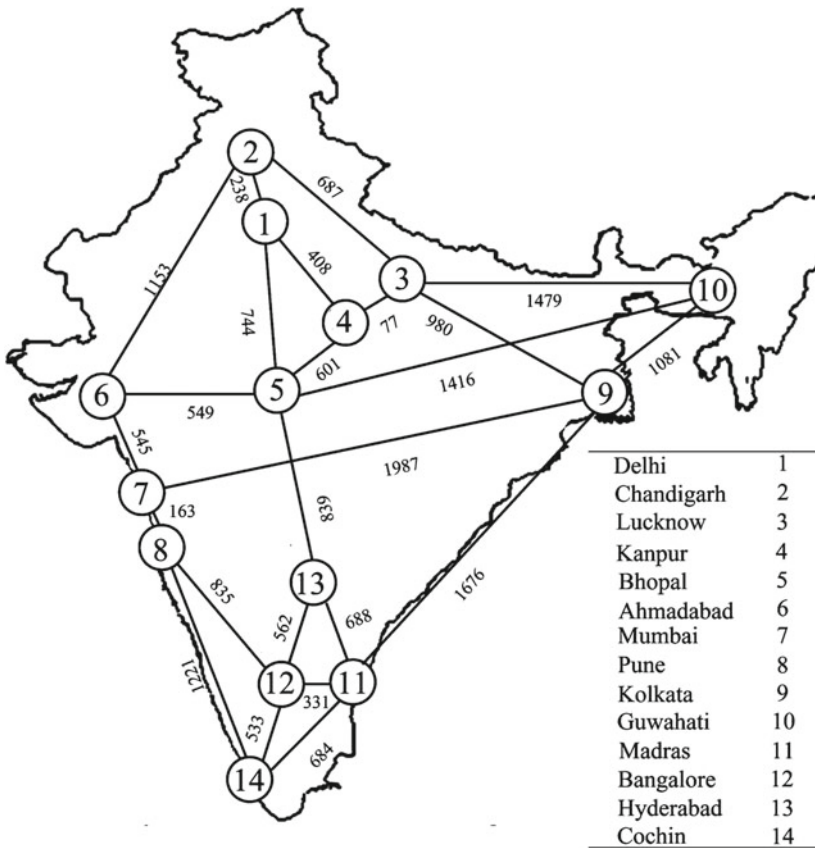 2
238
687
1
1153
408
3
1479
10
744
4
77
980
601
1416
1081
6
549
5
9
545
1987
7
163
839
8
835
13
1676
562
688
1221
12
331
11
533
684
14
Delhi 1
Chandigarh 2
Lucknow 3
Kanpur 4
Bhopal 5
Ahmadabad 6
Mumbai 7
Pune 8
Kolkata 9
Guwahati 10
Madras 11
Bangalore 12
Hyderabad 13
Cochin 14